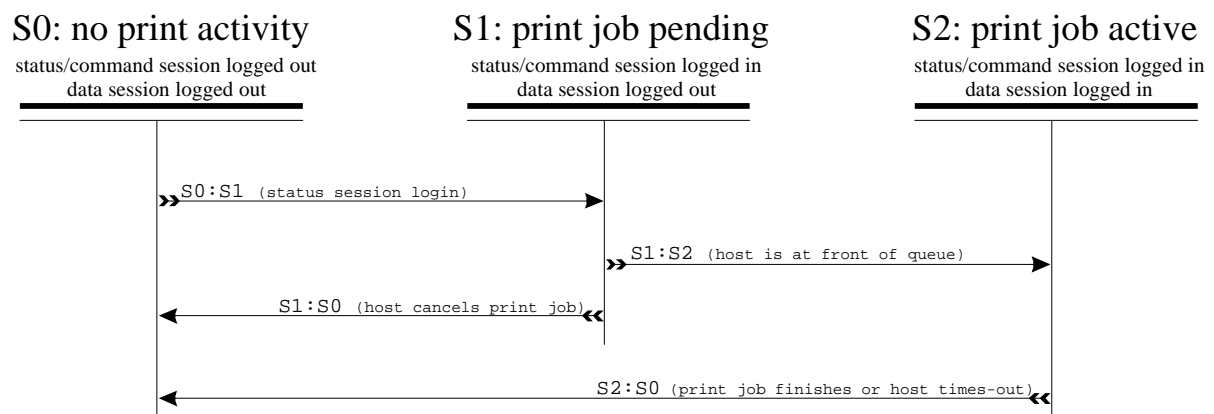 S0: no print activity
status/command session logged out
data session logged out
S1: print job pending
status/command session logged in
data session logged out
S2: print job active
status/command session logged in
data session logged in
S0:S1 (status session login)
S1:S2 (host is at front of queue)
S1:S0 (host cancels print job)
S2:S0 (print job finishes or host times-out)